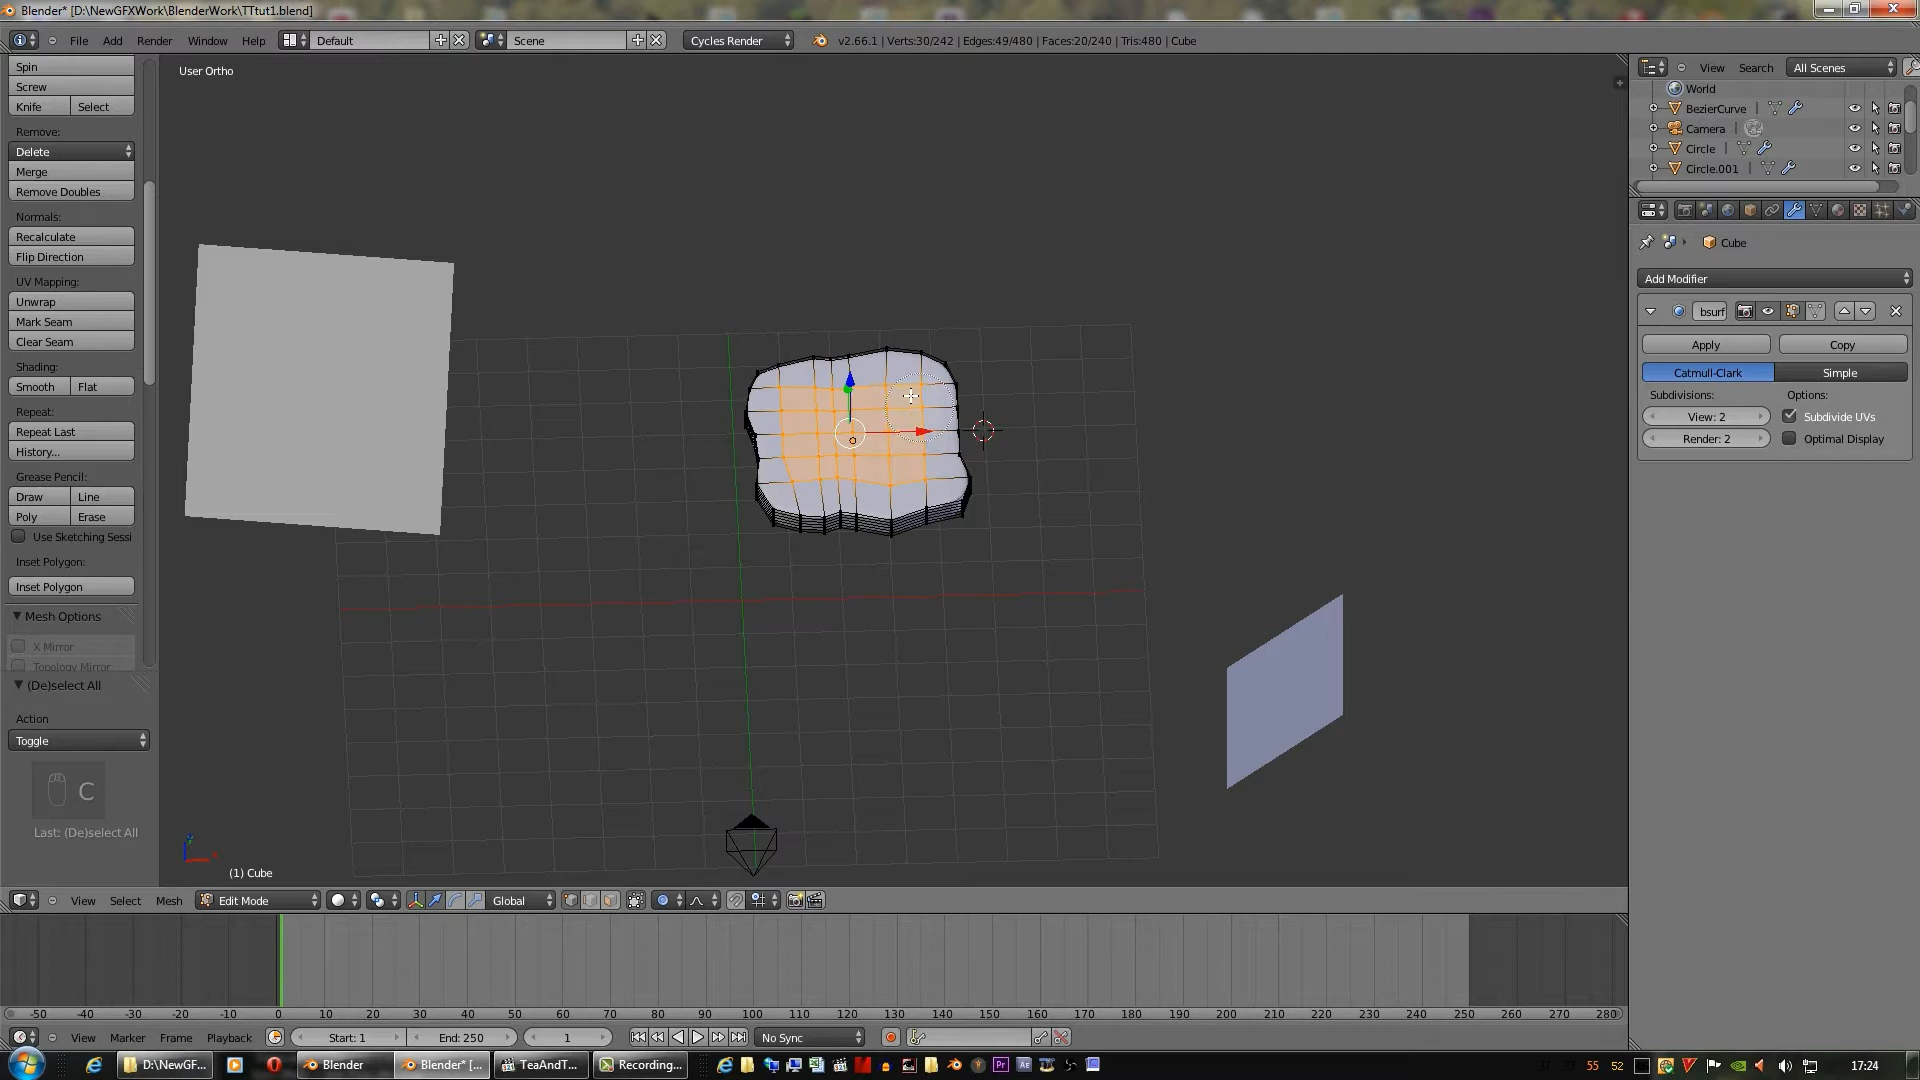 Blender* [D:\NewGFXWork\BlenderWork\TTtut1.blend]
File Add Render Window Help Default Scene Cycles Render v2.66.1 | Verts:30/242 | Edges:49/480 | Faces:20/240 | Tris:480 | Cube
Spin
Screw
Knife Select
Remove:
Delete
Merge
Remove Doubles
Normals:
Recalculate
Flip Direction
UV Mapping:
Unwrap
Mark Seam
Clear Seam
Shading:
Smooth Flat
Repeat:
Repeat Last
History...
Grease Pencil:
Draw Line
Poly Erase
Use Sketching Sessi
Inset Polygon:
Inset Polygon
Mesh Options
X Mirror
Topology Mirror
(De)select All
Action
Toggle
C
Last: (De)select All
User Ortho
(1) Cube
View Search All Scenes
World
BezierCurve
Camera
Circle
Circle.001
Cube
Add Modifier
bsurf
Apply Copy
Catmull-Clark Simple
Subdivisions: Options:
View: 2 Subdivide UVs
Render: 2 Optimal Display
View Select Mesh Edit Mode Global
-50 -40 -30 -20 -10 0 10 20 30 40 50 60 70 80 90 100 110 120 130 140 150 160 170 180 190 200 210 220 230 240 250 260 270 280
View Marker Frame Playback Start: 1 End: 250 1 No Sync
D:\NewGF... Blender Blender* [... TeaAndT... Recording... Pr Ae 55 52 17:24